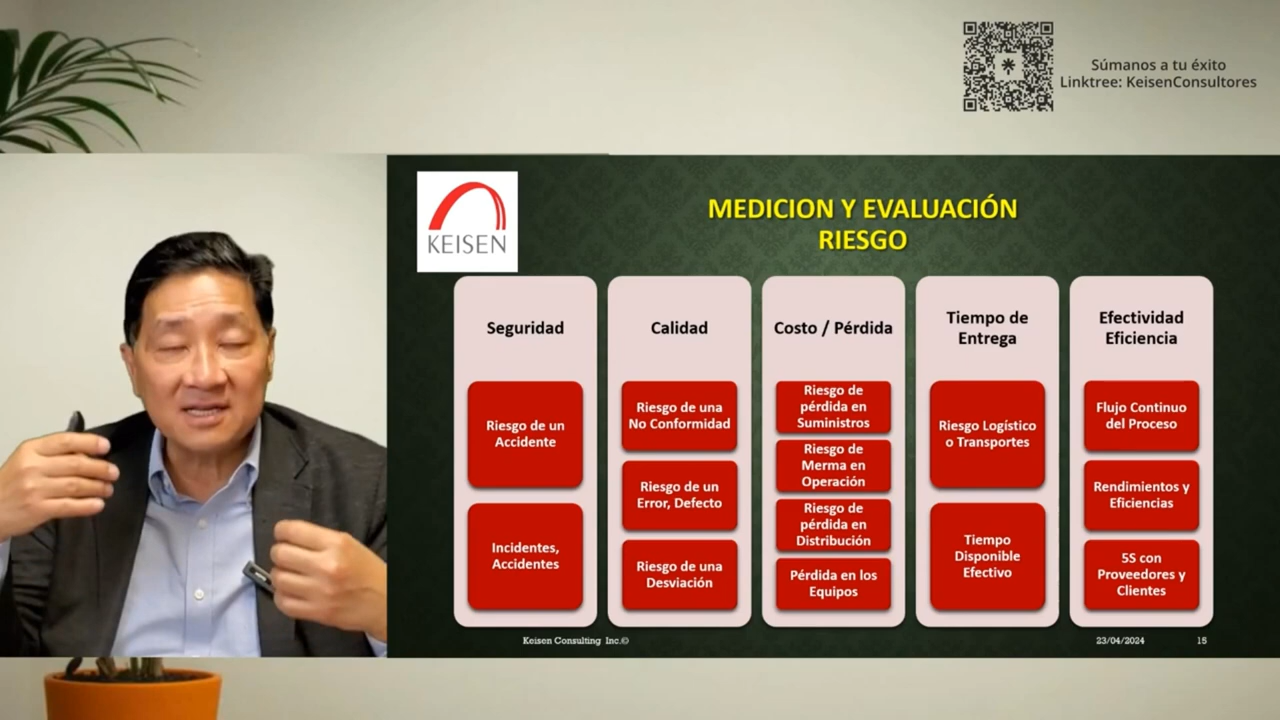 Súmanos a tu éxito
Linktree: KeisenConsultores
KEISEN
MEDICION Y EVALUACIÓN
RIESGO
Seguridad
Riesgo de un
Accidente
Incidentes,
Accidentes
Calidad
Riesgo de una
No Conformidad
Riesgo de un
Error, Defecto
Riesgo de una
Desviación
Costo / Pérdida
Riesgo de
pérdida en
Suministros
Riesgo de
Merma en
Operación
Riesgo de
pérdida en
Distribución
Pérdida en los
Equipos
Tiempo de
Entrega
Riesgo Logístico
o Transportes
Tiempo
Disponible
Efectivo
Efectividad
Eficiencia
Flujo Continuo
del Proceso
Rendimientos y
Eficiencias
5S con
Proveedores y
Clientes
Keisen Consulting Inc.©
23/04/2024
15